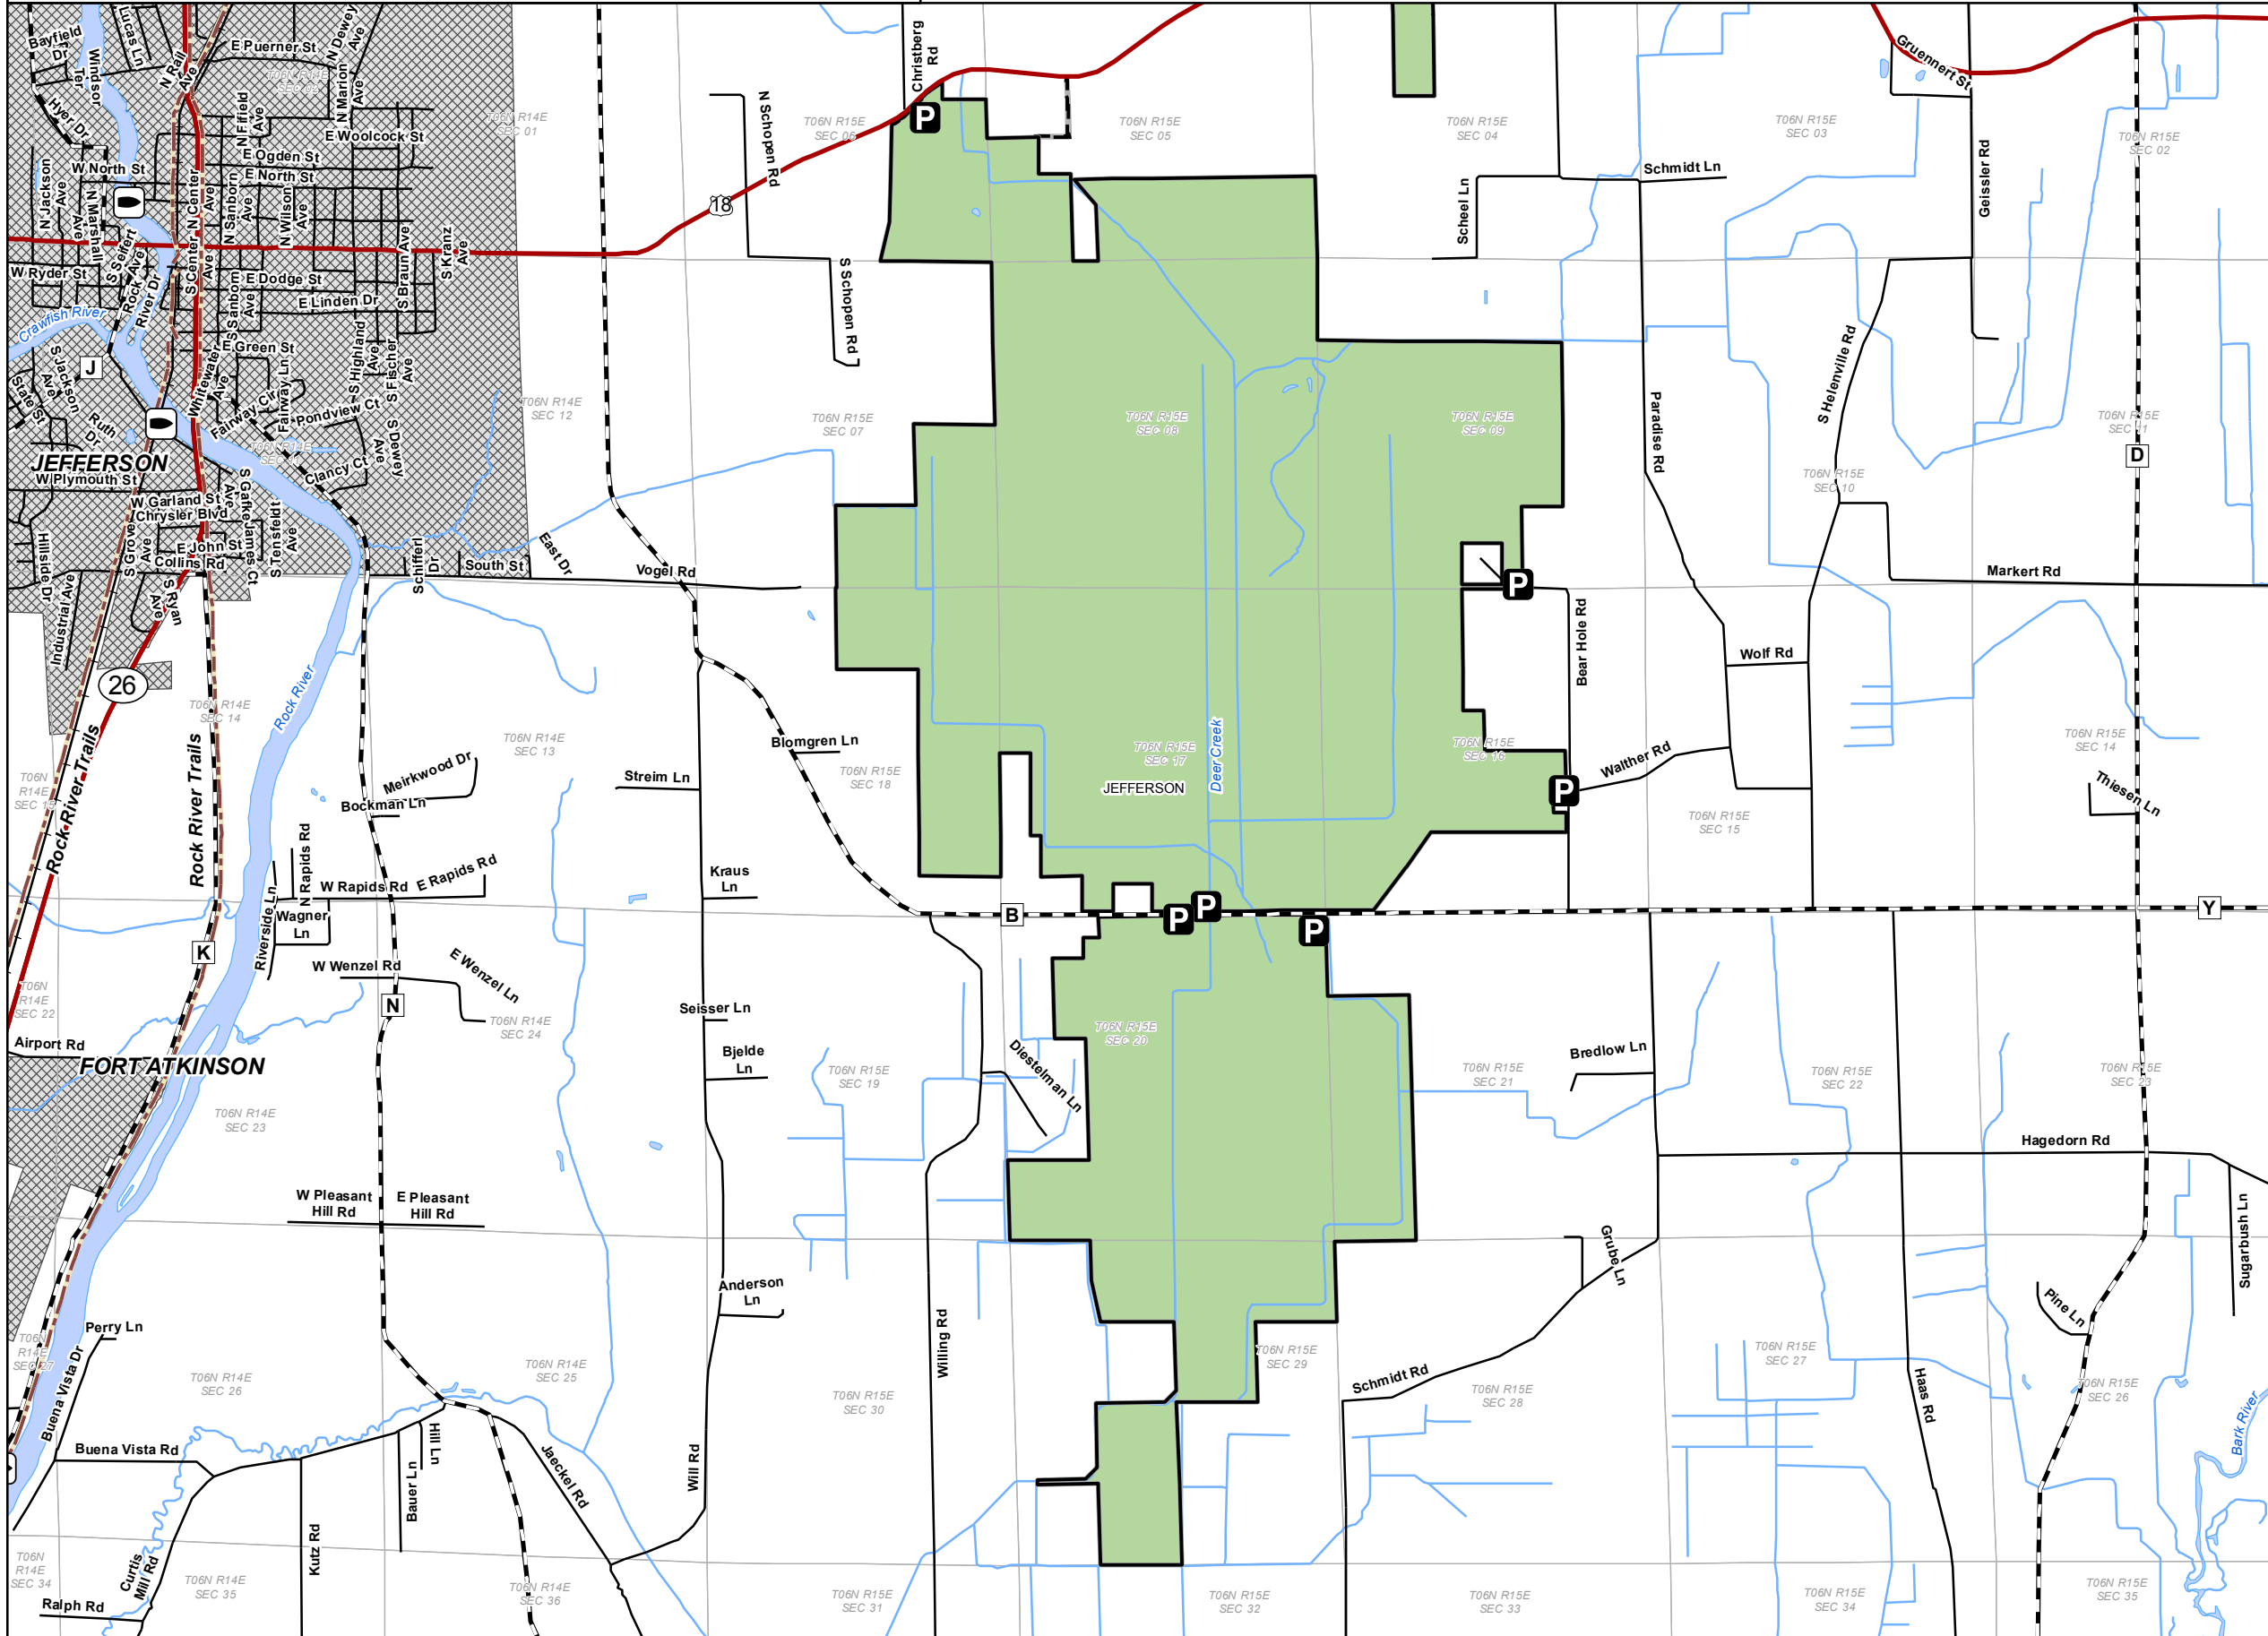 Bayfield
Dr
Windsor
Ter
Lucas Ln
N Rail
Ave
E Puerner St
N Dewey
Ave
N Marion
Ave
Hyer Dr
N Fifield
Ave
E Woolcock St
E Ogden St
W North St
E North St
N Jackson
Ave
N Marshall
Ave
N Center
Ave
N Sanborn
Ave
N Wilson
Ave
S Seifert
Ave
Rock
River Dr
S Center
Ave
W Ryder St
E Dodge St
S Sanborn
Ave
E Linden Dr
S Braun Ave
S Kranz
Ave
Crawfish River
E Green St
J
S Jackson
Ave
State St
Whitewater
Ave
Fairway Ln
Fairway Cir
S Highland
Ave
S Fischer
Ave
Pondview Ct
Ruth
Dr
S Dewey
Ave
Clancy Ct
JEFFERSON
W Plymouth St
W Garland St
Chrysler Blvd
S Gafke
Ave
James Ct
S Tensfeldt
Ave
E John St
Collins Rd
S Grove
Ave
Hillside Dr
Industrial Ave
S Ryan
Ave
Schifferl
Dr
South St
East Dr
Vogel Rd
26
Rock River
Rock River Trails
Rock River Trails
T06N R14E
SEC 01
T06N R14E
SEC 12
T06N R14E
SEC 14
T06N R14E
SEC 13
T06N
R14E
SEC 15
18
N Schopen Rd
S Schopen Rd
Christberg
Rd
P
T06N R15E
SEC 06
T06N R15E
SEC 05
T06N R15E
SEC 04
T06N R15E
SEC 03
T06N R15E
SEC 02
Gruennert St
Geissler Rd
Schmidt Ln
Scheel Ln
S Helenville Rd
Paradise Rd
T06N R15E
SEC 07
T06N R15E
SEC 08
T06N R15E
SEC 09
T06N R15E
SEC 10
T06N R15E
SEC 11
D
Markert Rd
P
Bear Hole Rd
Wolf Rd
Walther Rd
P
T06N R15E
SEC 18
T06N R15E
SEC 17
JEFFERSON
Deer Creek
T06N R15E
SEC 16
T06N R15E
SEC 15
T06N R15E
SEC 14
Thiesen Ln
Blomgren Ln
Streim Ln
Meirkwood Dr
Bockman Ln
N Rapids Rd
W Rapids Rd
E Rapids Rd
Kraus
Ln
Riverside Ln
Wagner
Ln
B
P
P
P
Y
K
W Wenzel Rd
E Wenzel Ln
N
T06N
R14E
SEC 22
T06N R14E
SEC 24
Seisser Ln
Bjelde
Ln
Airport Rd
FORT ATKINSON
T06N R14E
SEC 23
Diestelman Ln
T06N R15E
SEC 19
T06N R15E
SEC 20
T06N R15E
SEC 21
Bredlow Ln
T06N R15E
SEC 22
T06N R15E
SEC 23
Hagedorn Rd
Sugarbush Ln
W Pleasant
Hill Rd
E Pleasant
Hill Rd
Grube Ln
Anderson
Ln
Willing Rd
Pine Ln
Perry Ln
T06N
R14E
SEC 27
Buena Vista Dr
T06N R14E
SEC 26
T06N R14E
SEC 25
T06N R15E
SEC 30
T06N R15E
SEC 29
Schmidt Rd
T06N R15E
SEC 28
T06N R15E
SEC 27
Haas Rd
T06N R15E
SEC 26
Bark River
Buena Vista Rd
Hill Ln
Bauer Ln
Jaeckel Rd
Will Rd
Kutz Rd
Curtis
Mill Rd
Ralph Rd
T06N
R14E
SEC 34
T06N R14E
SEC 35
T06N R14E
SEC 36
T06N R15E
SEC 31
T06N R15E
SEC 32
T06N R15E
SEC 33
T06N R15E
SEC 34
T06N R15E
SEC 35